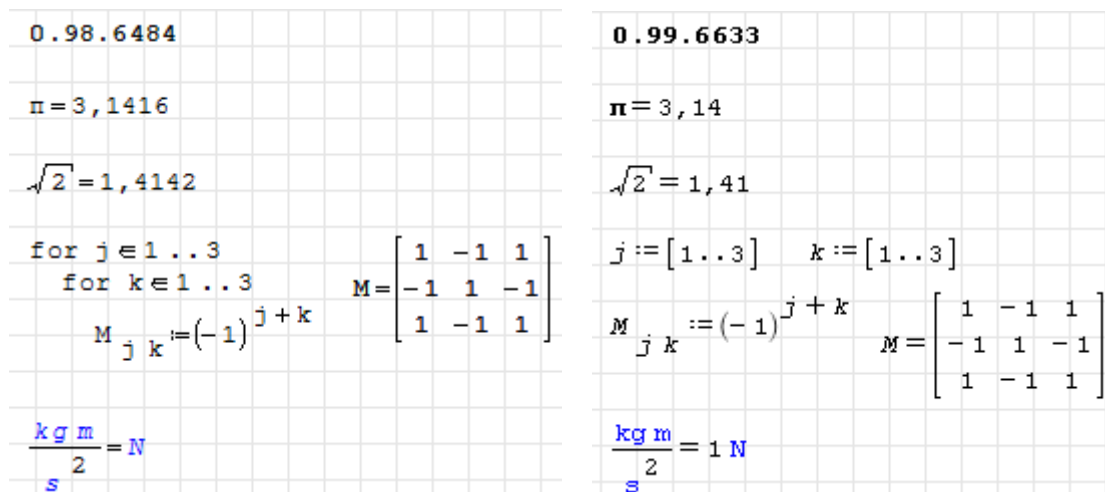 0.98.6484
π=3,1416
√2=1,4142
for j∈1..3
for k∈1..3
M j k:=(-1)^j+k
M=[1 -1 1
-1 1 -1
1 -1 1]
kg m/s^2=N
0.99.6633
π=3,14
√2=1,41
j:=[1..3] k:=[1..3]
M j k:=(-1)^j+k
M=[1 -1 1
-1 1 -1
1 -1 1]
kg m/s^2=1 N